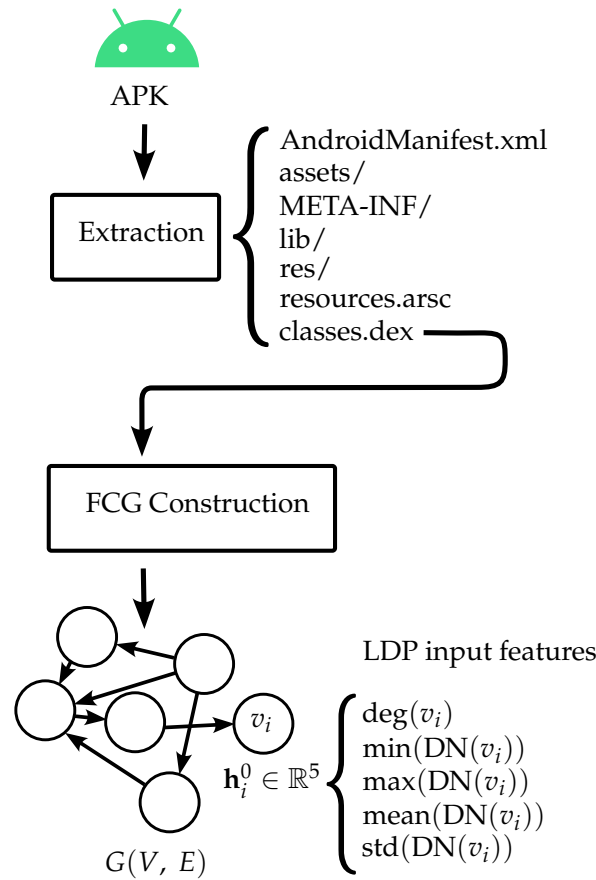 APK
Extraction
AndroidManifest.xml
assets/
META-INF/
lib/
res/
resources.arsc
classes.dex
FCG Construction
LDP input features
v_i
deg(v_i)
min(DN(v_i))
max(DN(v_i))
mean(DN(v_i))
std(DN(v_i))
𝐡_i^0 ∈ ℝ^5
G(V, E)